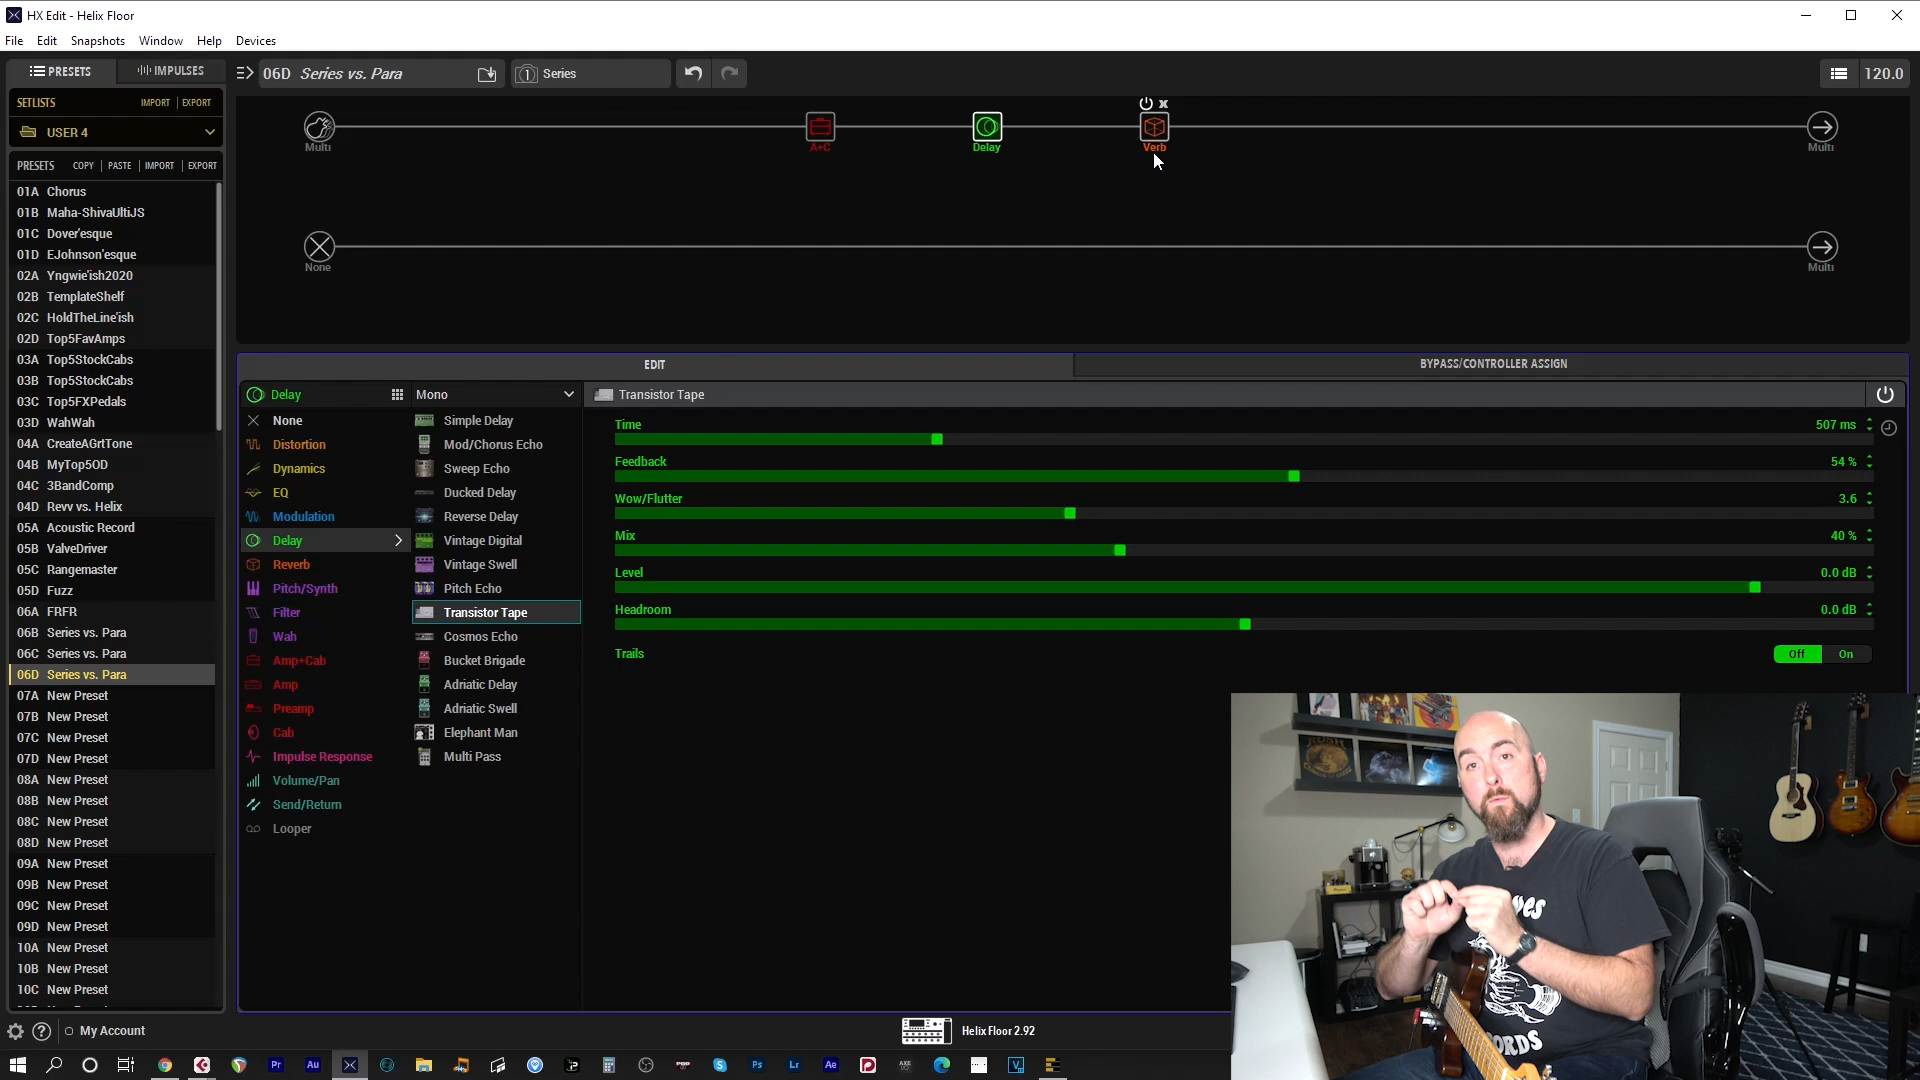 HX Edit - Helix Floor
File Edit Snapshots Window Help Devices
PRESETS IMPULSES
06D Series vs. Para
1 Series
120.0
SETLISTS IMPORT | EXPORT
USER 4
PRESETS COPY | PASTE | IMPORT | EXPORT
01A Chorus
01B Maha-ShivaUltiJS
01C Dover'esque
01D EJohnson'esque
02A Yngwie'ish2020
02B TemplateShelf
02C HoldTheLine'ish
02D Top5FavAmps
03A Top5StockCabs
03B Top5StockCabs
03C Top5FXPedals
03D WahWah
04A CreateAGrtTone
04B MyTop5OD
04C 3BandComp
04D Revv vs. Helix
05A Acoustic Record
05B ValveDriver
05C Rangemaster
05D Fuzz
06A FRFR
06B Series vs. Para
06C Series vs. Para
06D Series vs. Para
07A New Preset
07B New Preset
07C New Preset
07D New Preset
08A New Preset
08B New Preset
08C New Preset
08D New Preset
09A New Preset
09B New Preset
09C New Preset
09D New Preset
10A New Preset
10B New Preset
10C New Preset
My Account
Multi
A+C
Delay
Verb
Multi
None
Multi
EDIT
BYPASS/CONTROLLER ASSIGN
Delay
None
Distortion
Dynamics
EQ
Modulation
Delay
Reverb
Pitch/Synth
Filter
Wah
Amp+Cab
Amp
Preamp
Cab
Impulse Response
Volume/Pan
Send/Return
Looper
Mono
Simple Delay
Mod/Chorus Echo
Sweep Echo
Ducked Delay
Reverse Delay
Vintage Digital
Vintage Swell
Pitch Echo
Transistor Tape
Cosmos Echo
Bucket Brigade
Adriatic Delay
Adriatic Swell
Elephant Man
Multi Pass
Transistor Tape
Time 507 ms
Feedback 54 %
Wow/Flutter 3.6
Mix 40 %
Level 0.0 dB
Headroom 0.0 dB
Trails Off On
Helix Floor 2.92
RUSH
Pr
Au
Ps
Lr
Ae